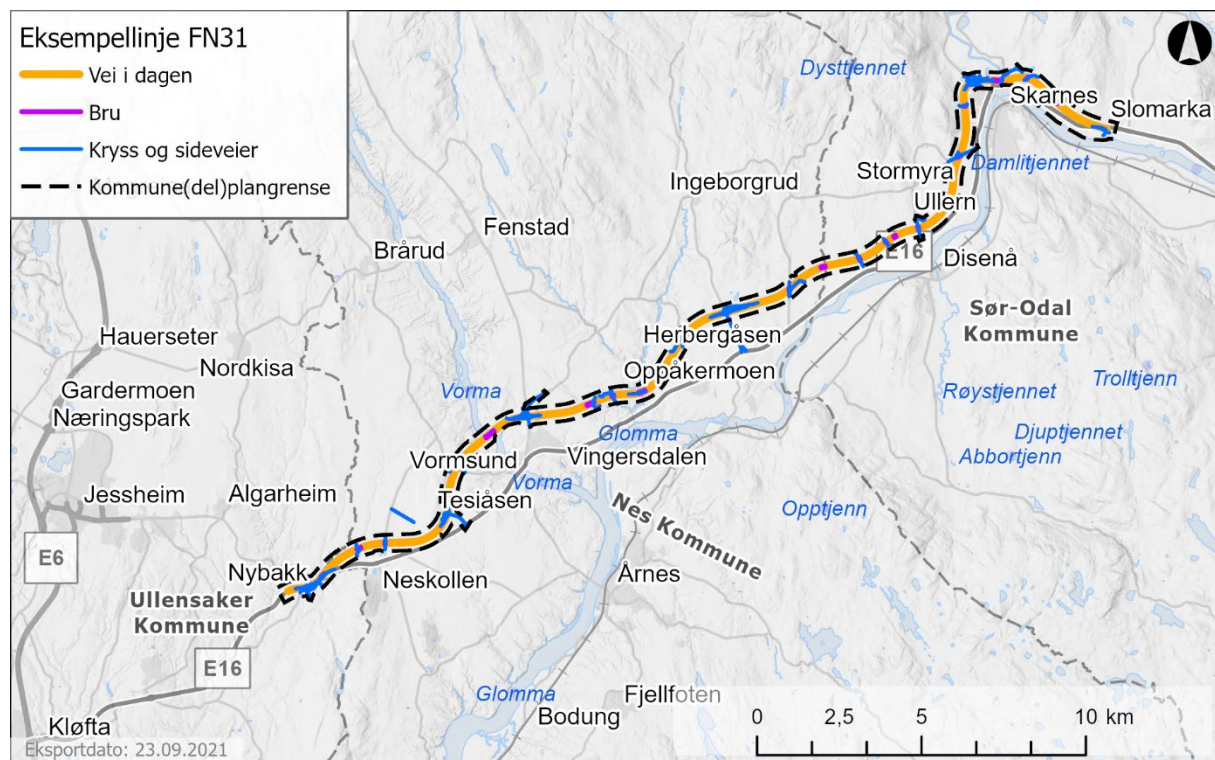 Eksempellinje FN31
Vei i dagen
Bru
Kryss og sideveier
Kommune(del)plangrense
Dysttjennet
Skarnes
Slomarka
Stormyra
Damlitjennet
Ingeborgrud
Ullern
Fenstad
Brårud
E16
Disenå
Sør-Odal
Kommune
Hauerseter
Herbergåsen
Nordkisa
Oppåkermoen
Gardermoen
Næringspark
Vorma
Røystjennet
Trolltjenn
Glomma
Djuptjennet
Vormsund
Vingersdalen
Abbortjenn
Vorma
Jessheim
Algarheim
Tesiåsen
Opptjenn
Nes Kommune
E6
Nybakk
Neskollen
Årnes
Ullensaker
Kommune
E16
Glomma
Fjellfoten
Bodung
Kløfta
0 2,5 5 10 km
Eksportdato: 23.09.2021